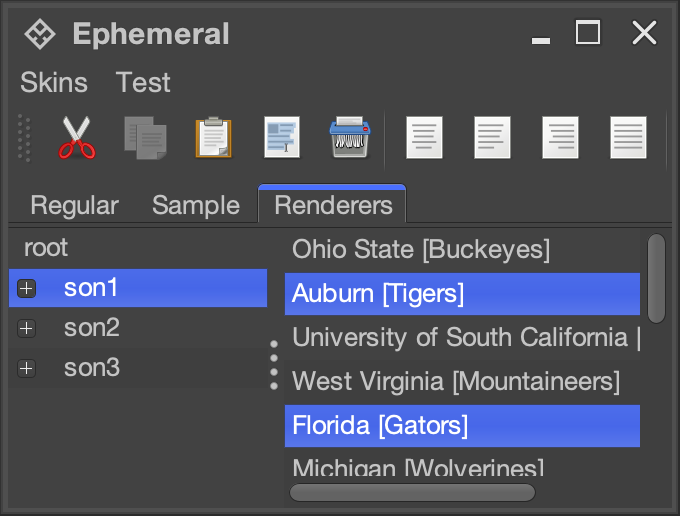 Ephemeral
Skins Test
Regular Sample Renderers
root
son1
son2
son3
Ohio State [Buckeyes]
Auburn [Tigers]
University of South California [
West Virginia [Mountaineers]
Florida [Gators]
Michigan [Wolverines]